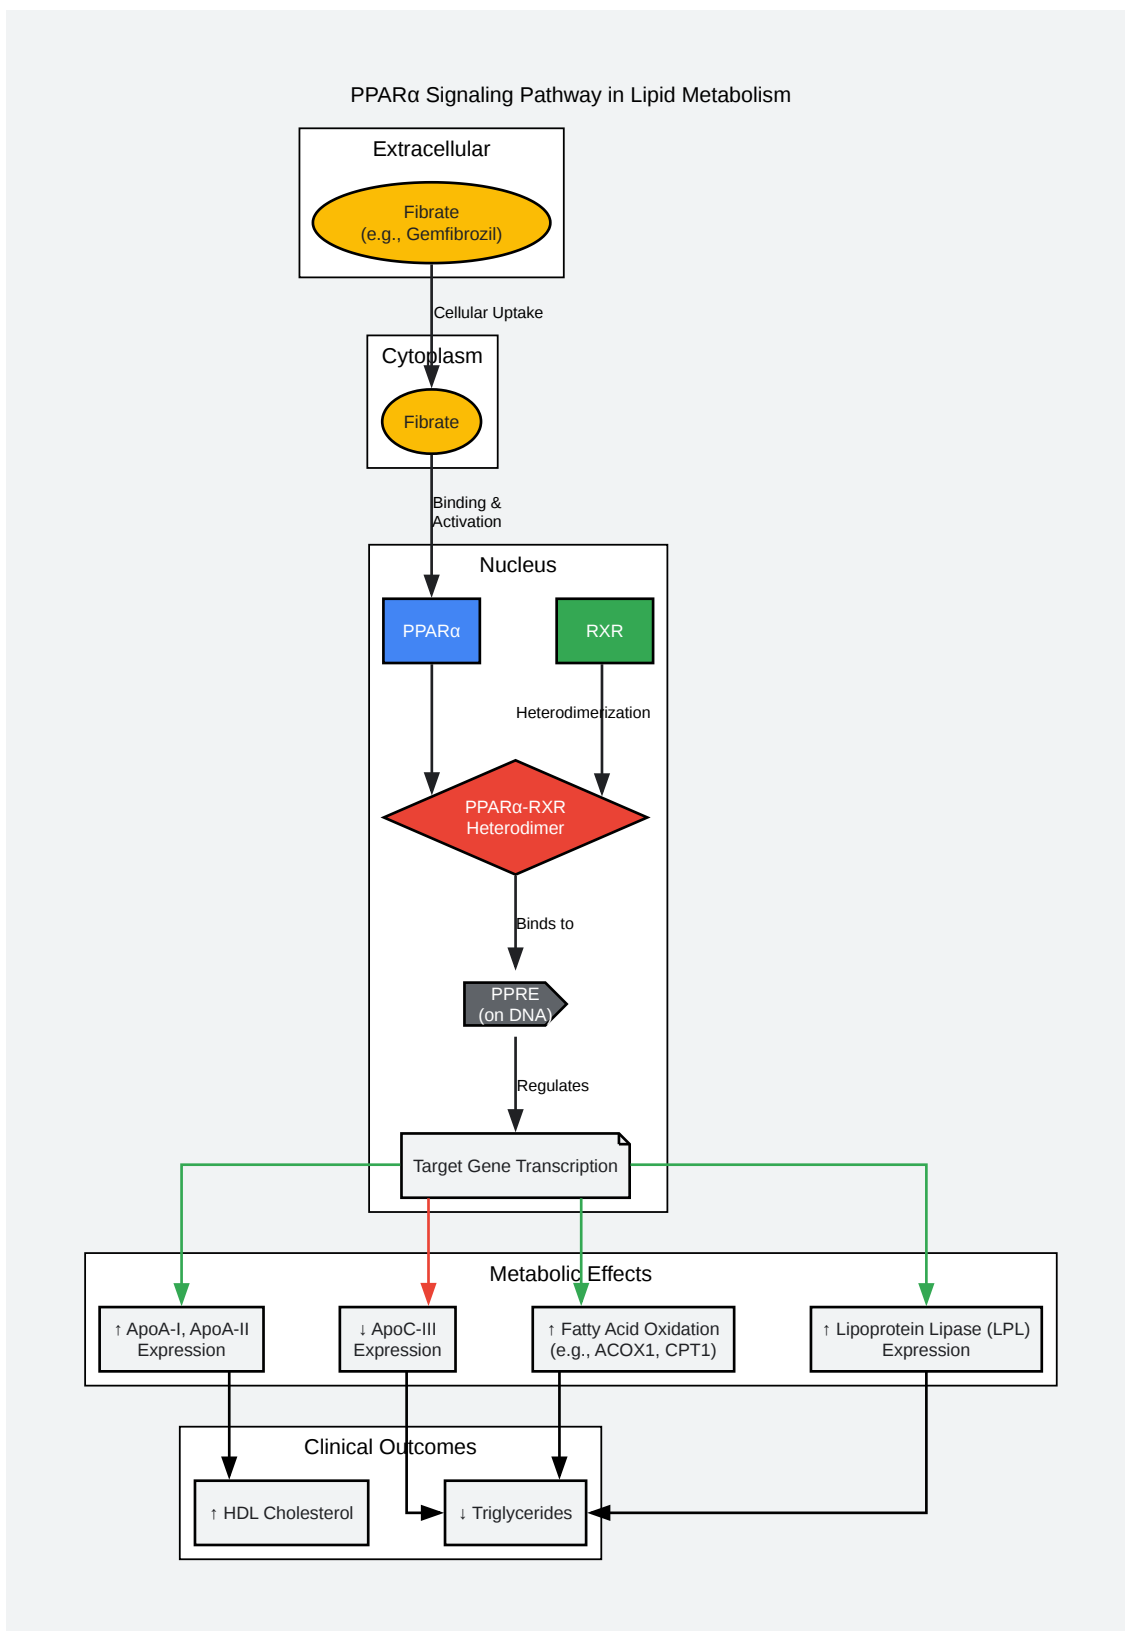 PPARα Signaling Pathway in Lipid Metabolism
Extracellular
Fibrate
(e.g., Gemfibrozil)
Cellular Uptake
Cytoplasm
Fibrate
Binding &
Activation
Nucleus
PPARα
RXR
Heterodimerization
PPARα-RXR
Heterodimer
Binds to
PPRE
(on DNA)
Regulates
Target Gene Transcription
Metabolic Effects
↑ ApoA-I, ApoA-II
Expression
↓ ApoC-III
Expression
↑ Fatty Acid Oxidation
(e.g., ACOX1, CPT1)
↑ Lipoprotein Lipase (LPL)
Expression
Clinical Outcomes
↑ HDL Cholesterol
↓ Triglycerides